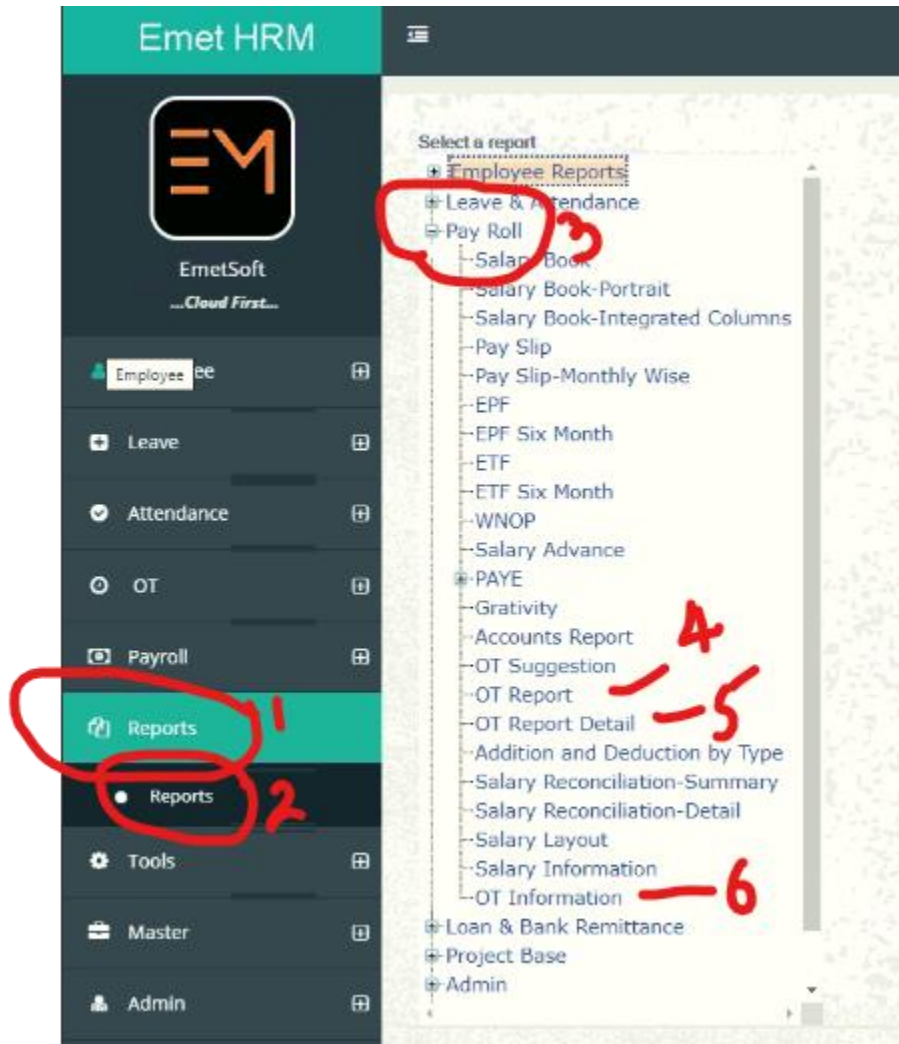 Emet HRM
EM
EmetSoft
...Cloud First...
Employee ee
Leave
Attendance
OT
Payroll
Reports 1
Reports 2
Tools
Master
Admin
Select a report
Employee Reports
Leave & Attendance
Pay Roll 3
Salary Book
Salary Book-Portrait
Salary Book-Integrated Columns
Pay Slip
Pay Slip-Monthly Wise
EPF
EPF Six Month
ETF
ETF Six Month
WNOP
Salary Advance
PAYE
Grativity
Accounts Report
OT Suggestion
OT Report 4
OT Report Detail 5
Addition and Deduction by Type
Salary Reconciliation-Summary
Salary Reconciliation-Detail
Salary Layout
Salary Information
OT Information 6
Loan & Bank Remittance
Project Base
Admin